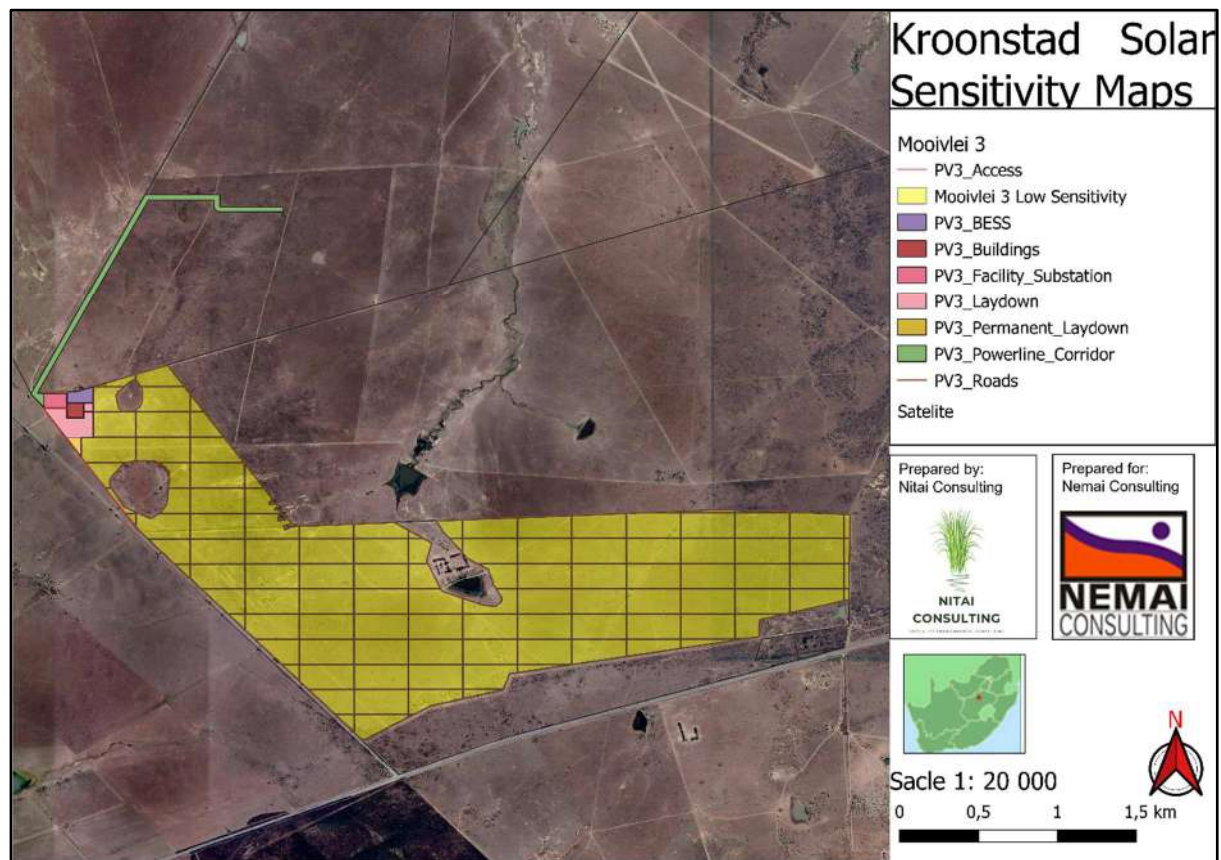 Kroonstad Solar
Sensitivity Maps
Mooivlei 3
PV3_Access
Mooivlei 3 Low Sensitivity
PV3_BESS
PV3_Buildings
PV3_Facility_Substation
PV3_Laydown
PV3_Permanent_Laydown
PV3_Powerline_Corridor
PV3_Roads
Satelite
Prepared by:
Nitai Consulting
NITAI
CONSULTING
Prepared for:
Nemai Consulting
NEMAI
CONSULTING
N
Sacle 1: 20 000
0 0,5 1 1,5 km